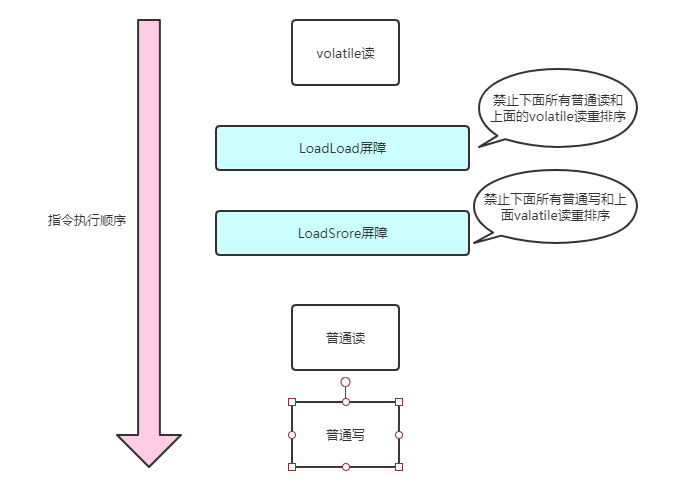 volatile读
禁止下面所有普通读和
上面的volatile读重排序
LoadLoad屏障
禁止下面所有普通写和上
面valatile读重排序
指令执行顺序
LoadSrore屏障
普通读
普通写